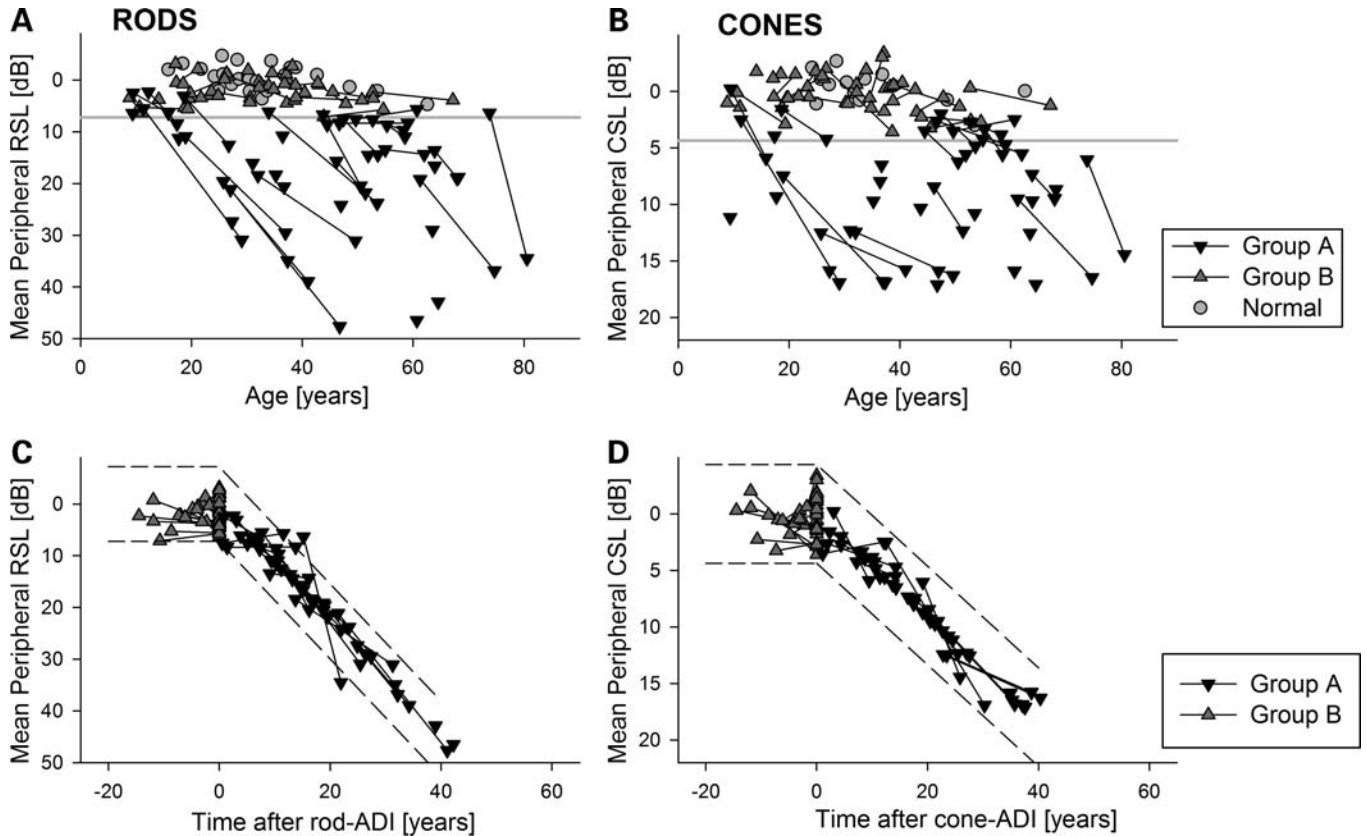 A RODS
Mean Peripheral RSL [dB]
0
10
20
30
40
50
0 20 40 60 80
Age [years]
B CONES
Mean Peripheral CSL [dB]
0
5
10
15
20
0 20 40 60 80
Age [years]
Group A
Group B
Normal
C
Mean Peripheral RSL [dB]
0
10
20
30
40
50
-20 0 20 40 60
Time after rod-ADI [years]
D
Mean Peripheral CSL [dB]
0
5
10
15
20
-20 0 20 40 60
Time after cone-ADI [years]
Group A
Group B